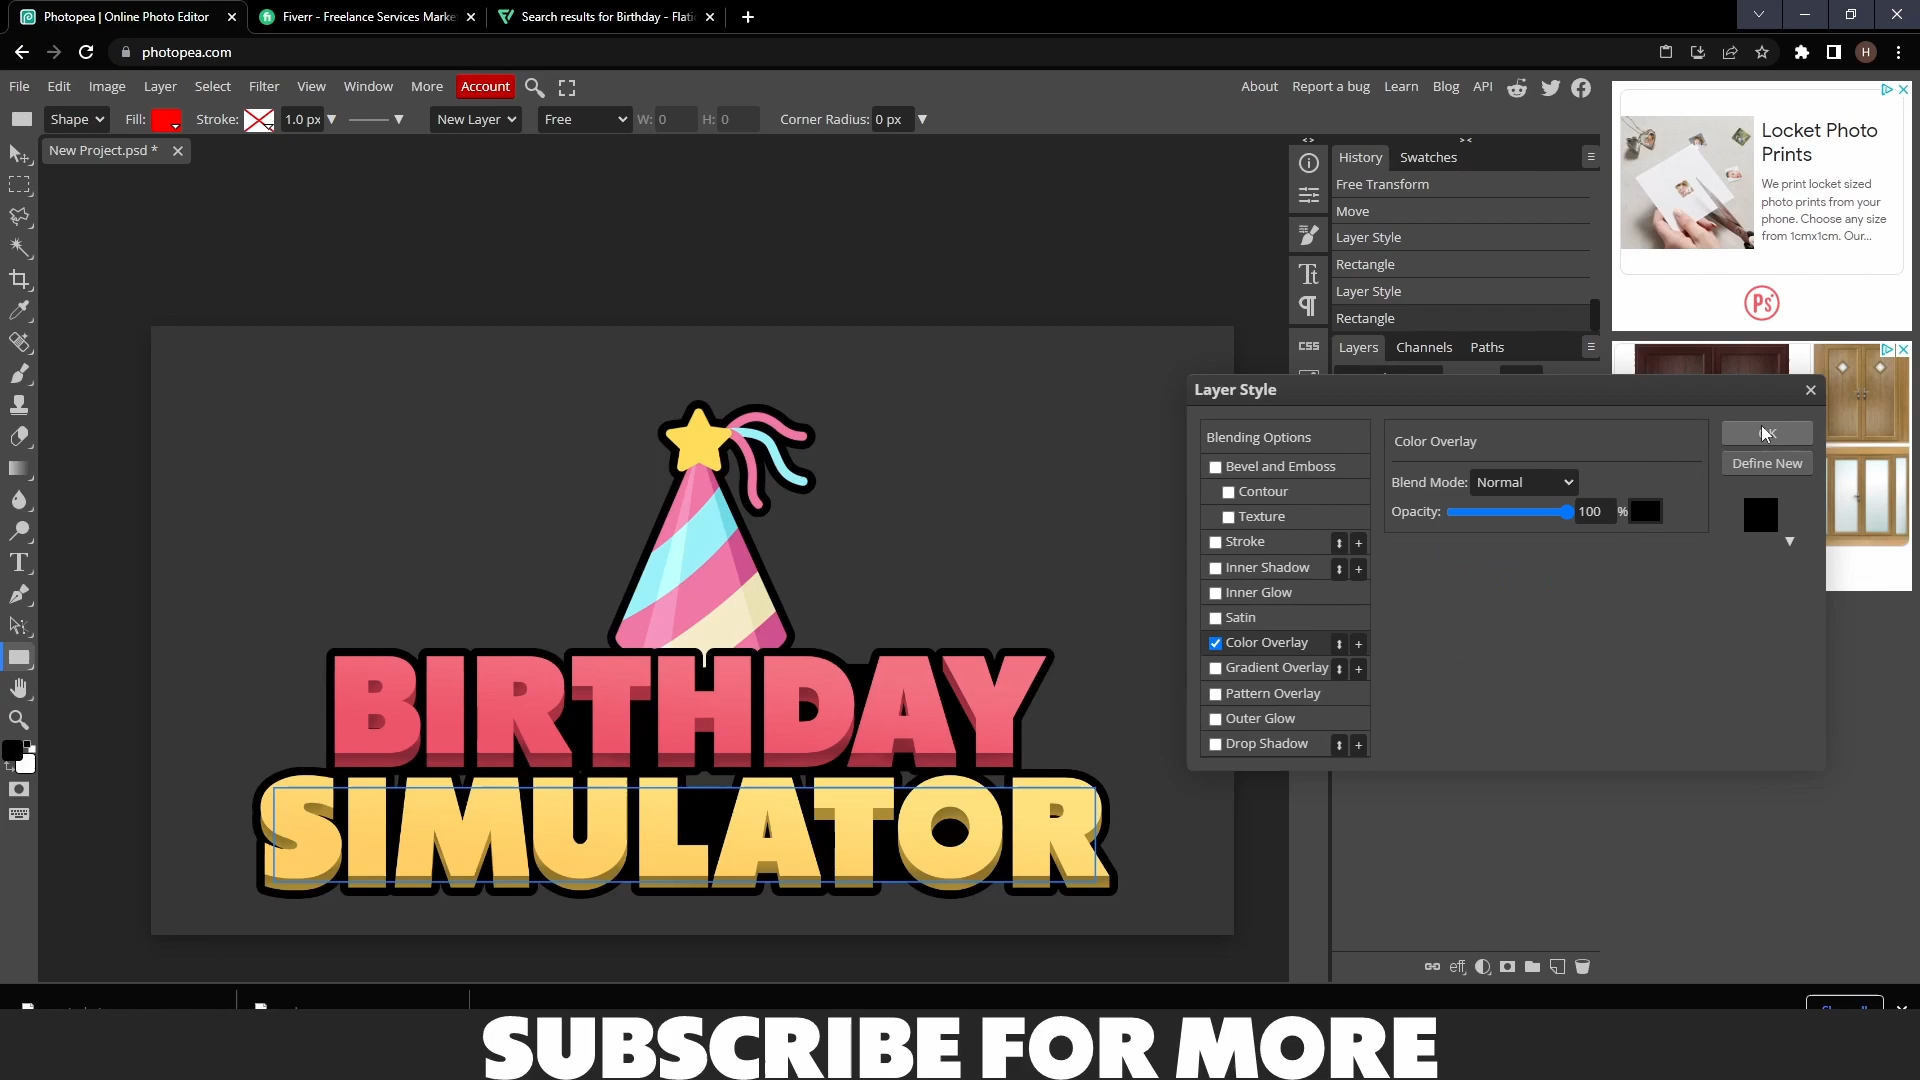 Photopea | Online Photo Editor
Fiverr - Freelance Services Marke
Search results for Birthday - Flati
photopea.com
H
File Edit Image Layer Select Filter View Window More Account
About Report a bug Learn Blog API
Shape Fill: Stroke: 1.0 px New Layer Free W: 0 H: 0 Corner Radius: 0 px
New Project.psd *
History Swatches
Free Transform
Move
Layer Style
Rectangle
Layer Style
Rectangle
Layers Channels Paths
CSS
Locket Photo
Prints
We print locket sized
photo prints from your
phone. Choose any size
from 1cmx1cm. Our...
Ps
Layer Style
Blending Options
Bevel and Emboss
Contour
Texture
Stroke
Inner Shadow
Inner Glow
Satin
Color Overlay
Gradient Overlay
Pattern Overlay
Outer Glow
Drop Shadow
Color Overlay
Blend Mode: Normal
Opacity: 100 %
OK
Define New
BIRTHDAY
SIMULATOR
eff
SUBSCRIBE FOR MORE